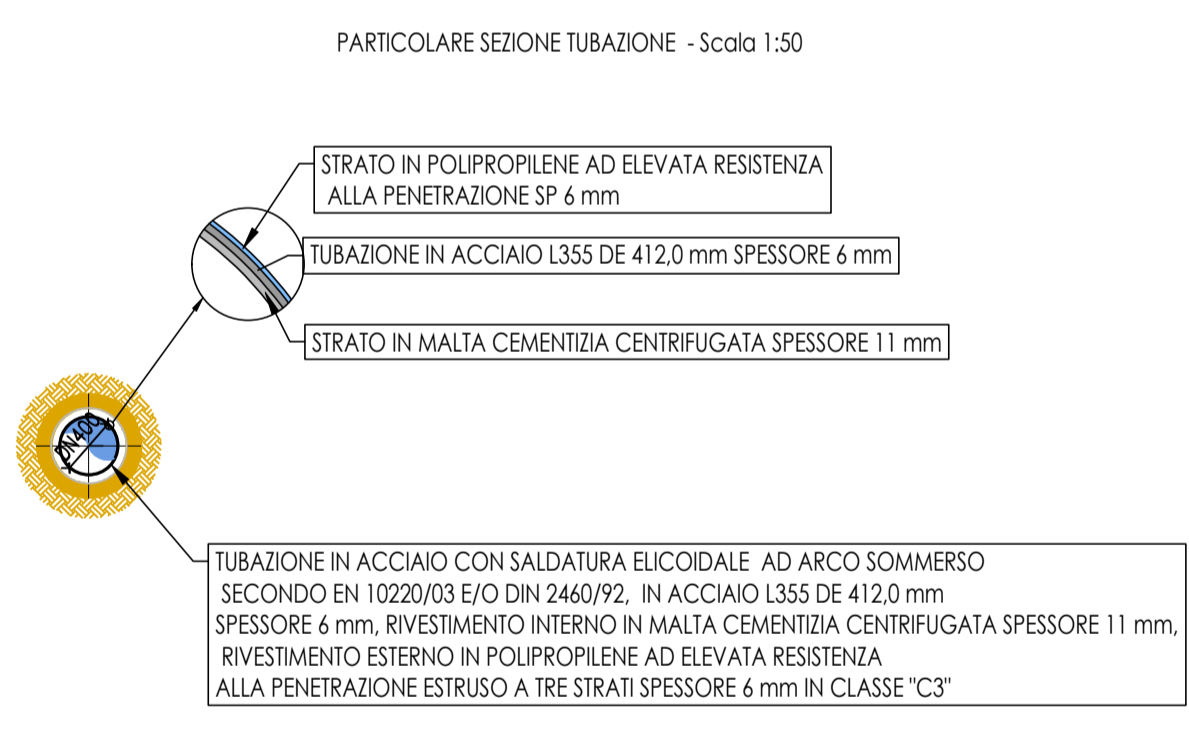 PARTICOLARE SEZIONE TUBAZIONE - Scala 1:50
STRATO IN POLIPROPILENE AD ELEVATA RESISTENZA
ALLA PENETRAZIONE SP 6 mm
TUBAZIONE IN ACCIAIO L355 DE 412,0 mm SPESSORE 6 mm
STRATO IN MALTA CEMENTIZIA CENTRIFUGATA SPESSORE 11 mm
DN400
TUBAZIONE IN ACCIAIO CON SALDATURA ELICOIDALE AD ARCO SOMMERSO
SECONDO EN 10220/03 E/O DIN 2460/92, IN ACCIAIO L355 DE 412,0 mm
SPESSORE 6 mm, RIVESTIMENTO INTERNO IN MALTA CEMENTIZIA CENTRIFUGATA SPESSORE 11 mm,
RIVESTIMENTO ESTERNO IN POLIPROPILENE AD ELEVATA RESISTENZA
ALLA PENETRAZIONE ESTRUSO A TRE STRATI SPESSORE 6 mm IN CLASSE "C3"